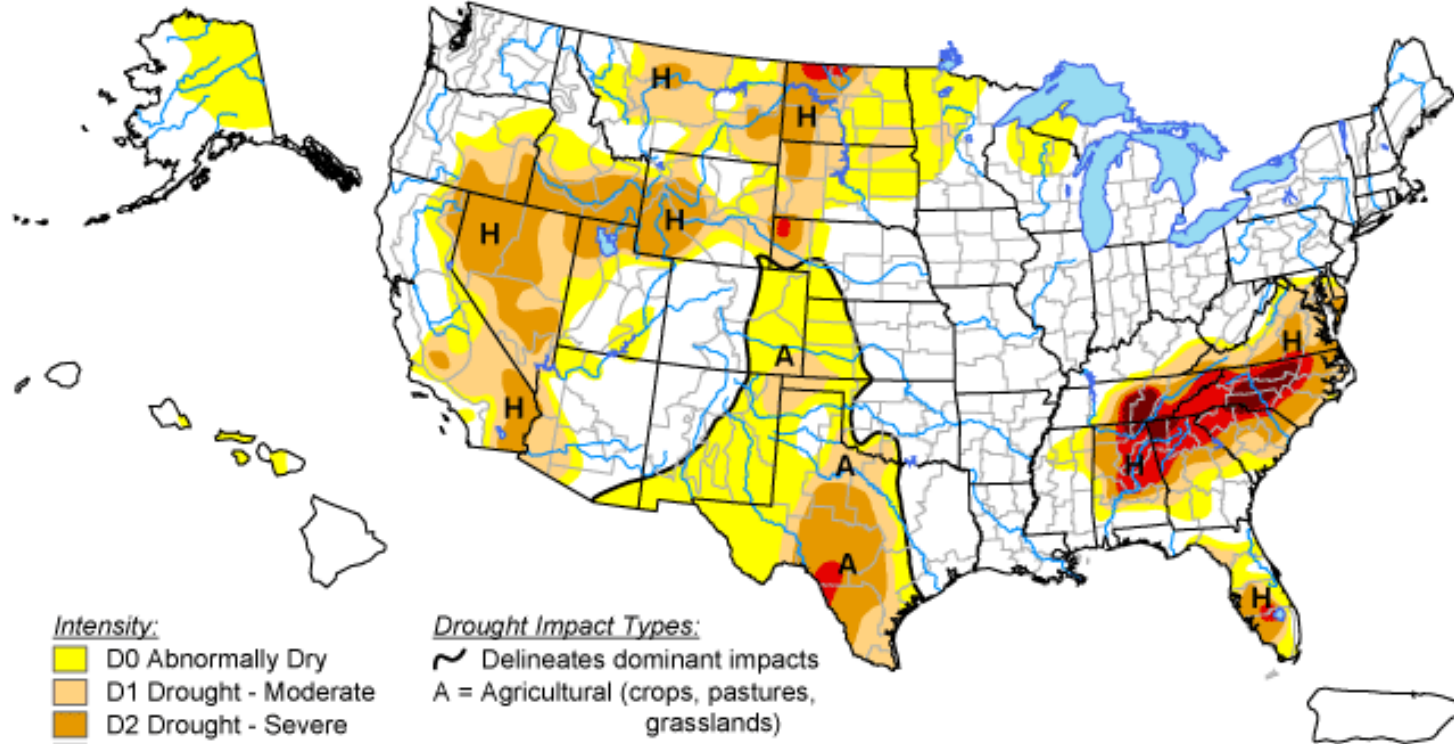 H
H
H
H
H
A
H
H
A
A
H
Intensity:
D0 Abnormally Dry
D1 Drought - Moderate
D2 Drought - Severe
Drought Impact Types:
Delineates dominant impacts
A = Agricultural (crops, pastures,
grasslands)